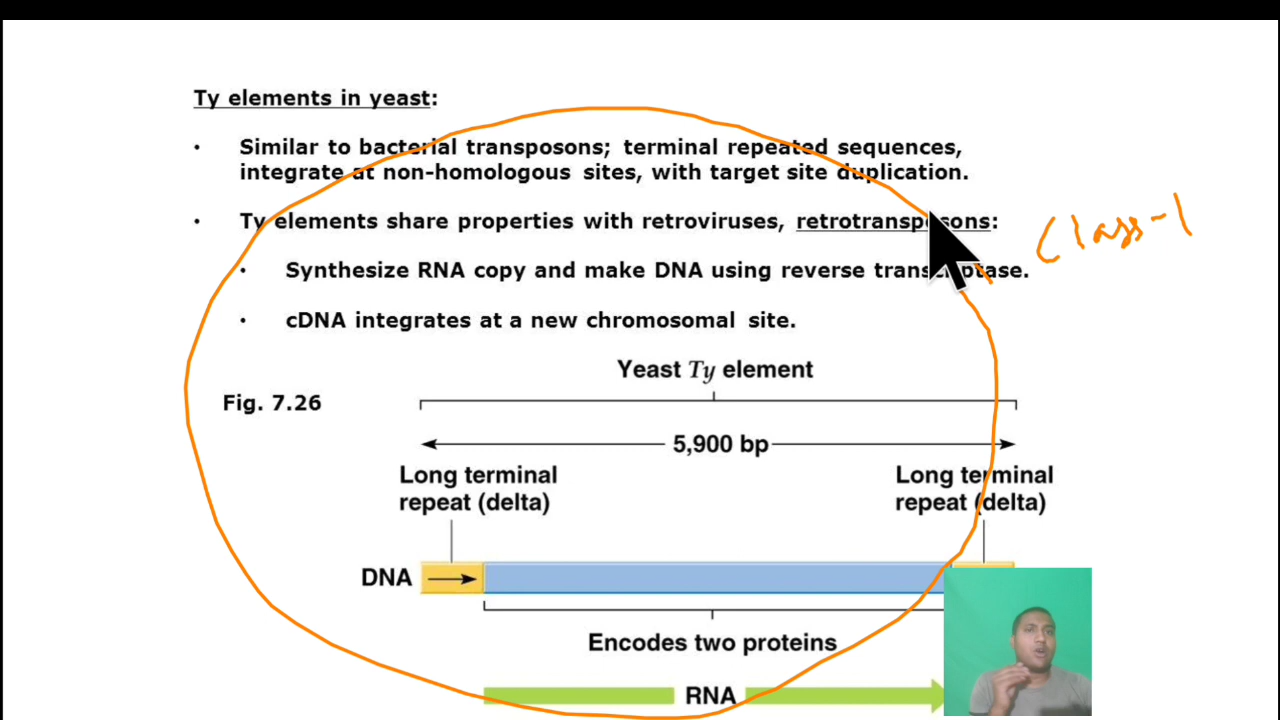 Ty elements in yeast:
• Similar to bacterial transposons; terminal repeated sequences,
integrate at non-homologous sites, with target site duplication.
• Ty elements share properties with retroviruses, retrotransposons:
Class-1
• Synthesize RNA copy and make DNA using reverse transcriptase.
• cDNA integrates at a new chromosomal site.
Yeast Ty element
Fig. 7.26
5,900 bp
Long terminal
repeat (delta)
Long terminal
repeat (delta)
DNA
Encodes two proteins
RNA